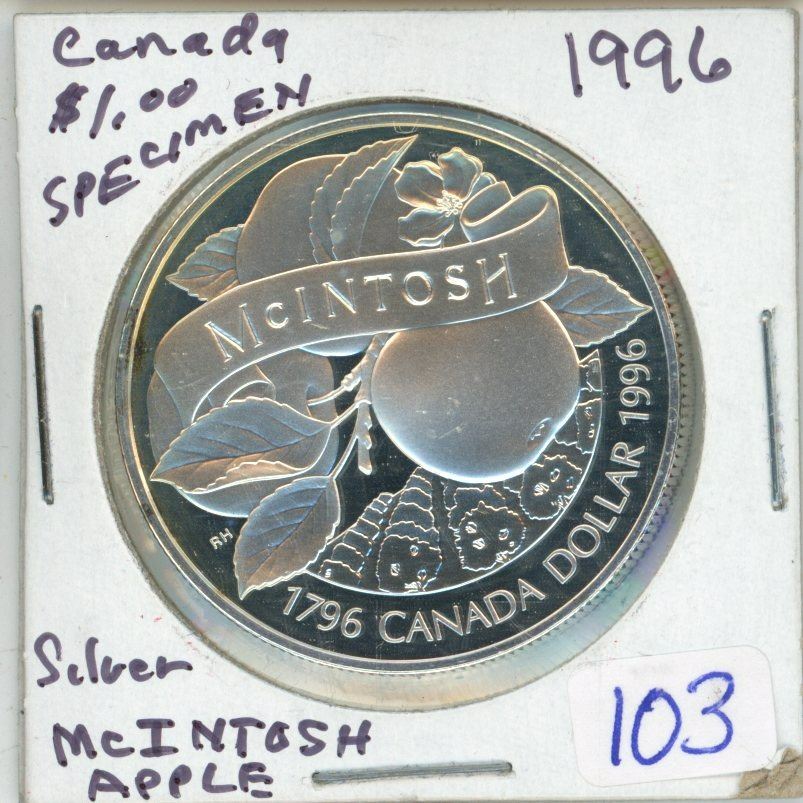 Canada
$1.00
SPECIMEN
1996
McINTOSH
RH
1796 CANADA DOLLAR 1996
Silver
McINTOSH
APPLE
103